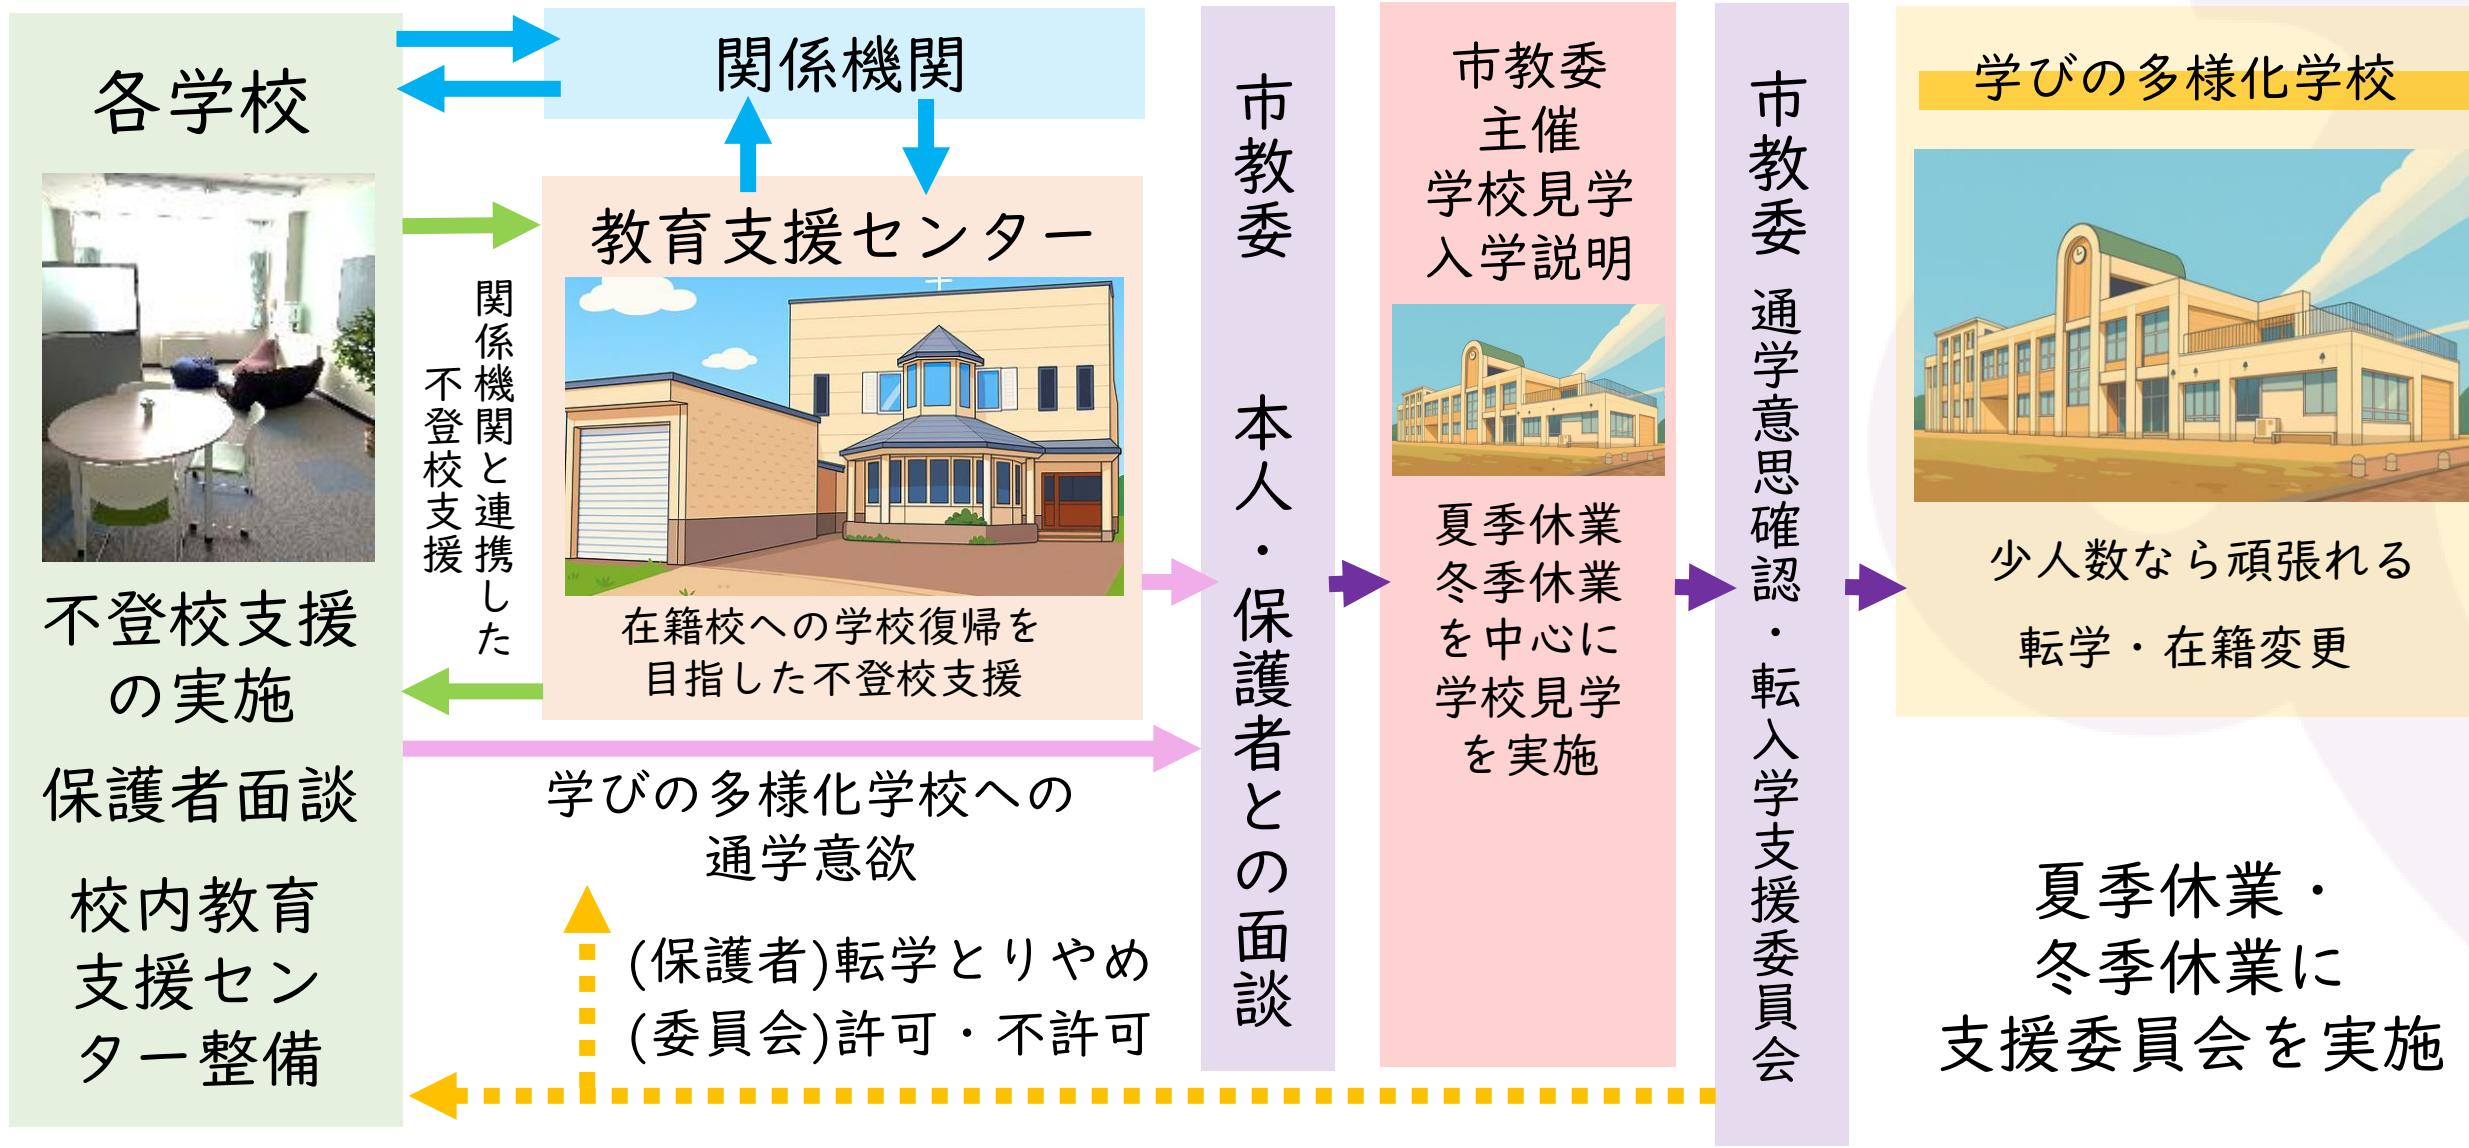 各学校
不登校支援
の実施
保護者面談
校内教育
支援セン
ター整備
関係機関
関係機関と連携した
不登校支援
教育支援センター
在籍校への学校復帰を
目指した不登校支援
学びの多様化学校への
通学意欲
(保護者)転学とりやめ
(委員会)許可・不許可
市教委 本人・保護者との面談
市教委
主催
学校見学
入学説明
夏季休業
冬季休業
を中心に
学校見学
を実施
市教委 通学意思確認・転入学支援委員会
学びの多様化学校
少人数なら頑張れる
転学・在籍変更
夏季休業・
冬季休業に
支援委員会を実施